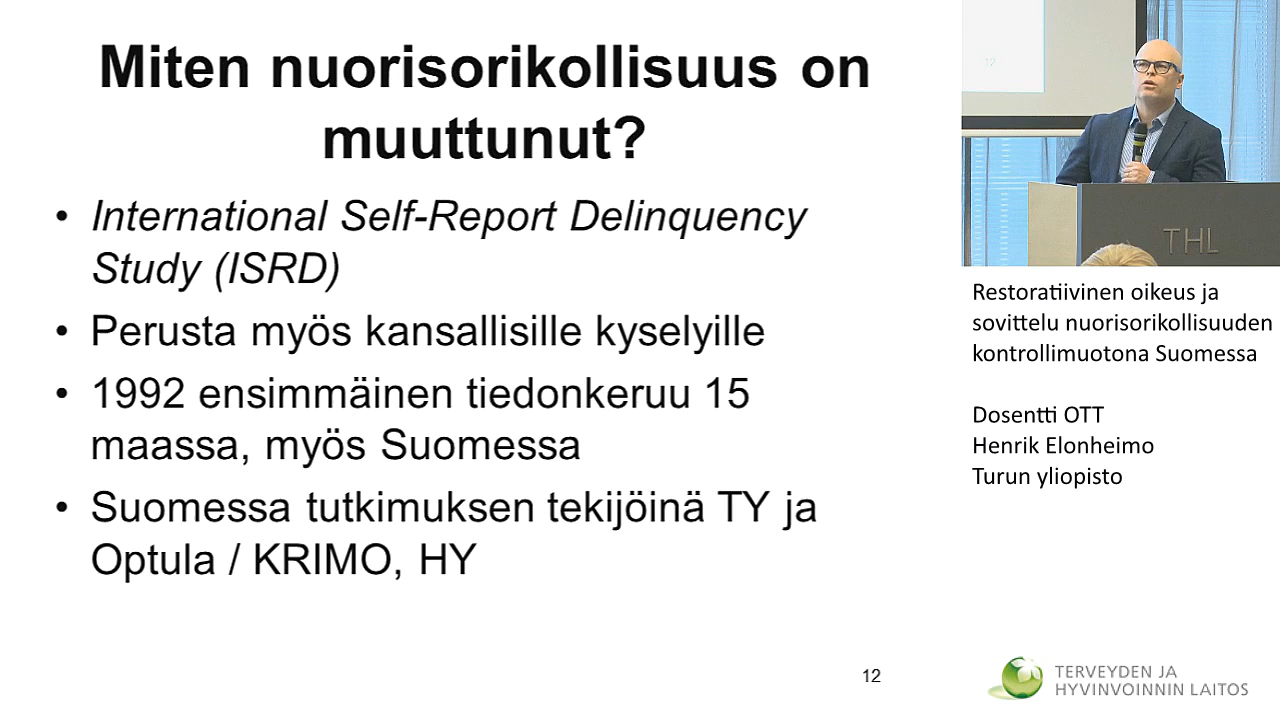 Miten nuorisorikollisuus on
muuttunut?
• International Self-Report Delinquency
Study (ISRD)
• Perusta myös kansallisille kyselyille
• 1992 ensimmäinen tiedonkeruu 15
maassa, myös Suomessa
• Suomessa tutkimuksen tekijöinä TY ja
Optula / KRIMO, HY
12
12
THL
Restoratiivinen oikeus ja
sovittelu nuorisorikollisuuden
kontrollimuotona Suomessa
Dosentti OTT
Henrik Elonheimo
Turun yliopisto
TERVEYDEN JA
HYVINVOINNIN LAITOS